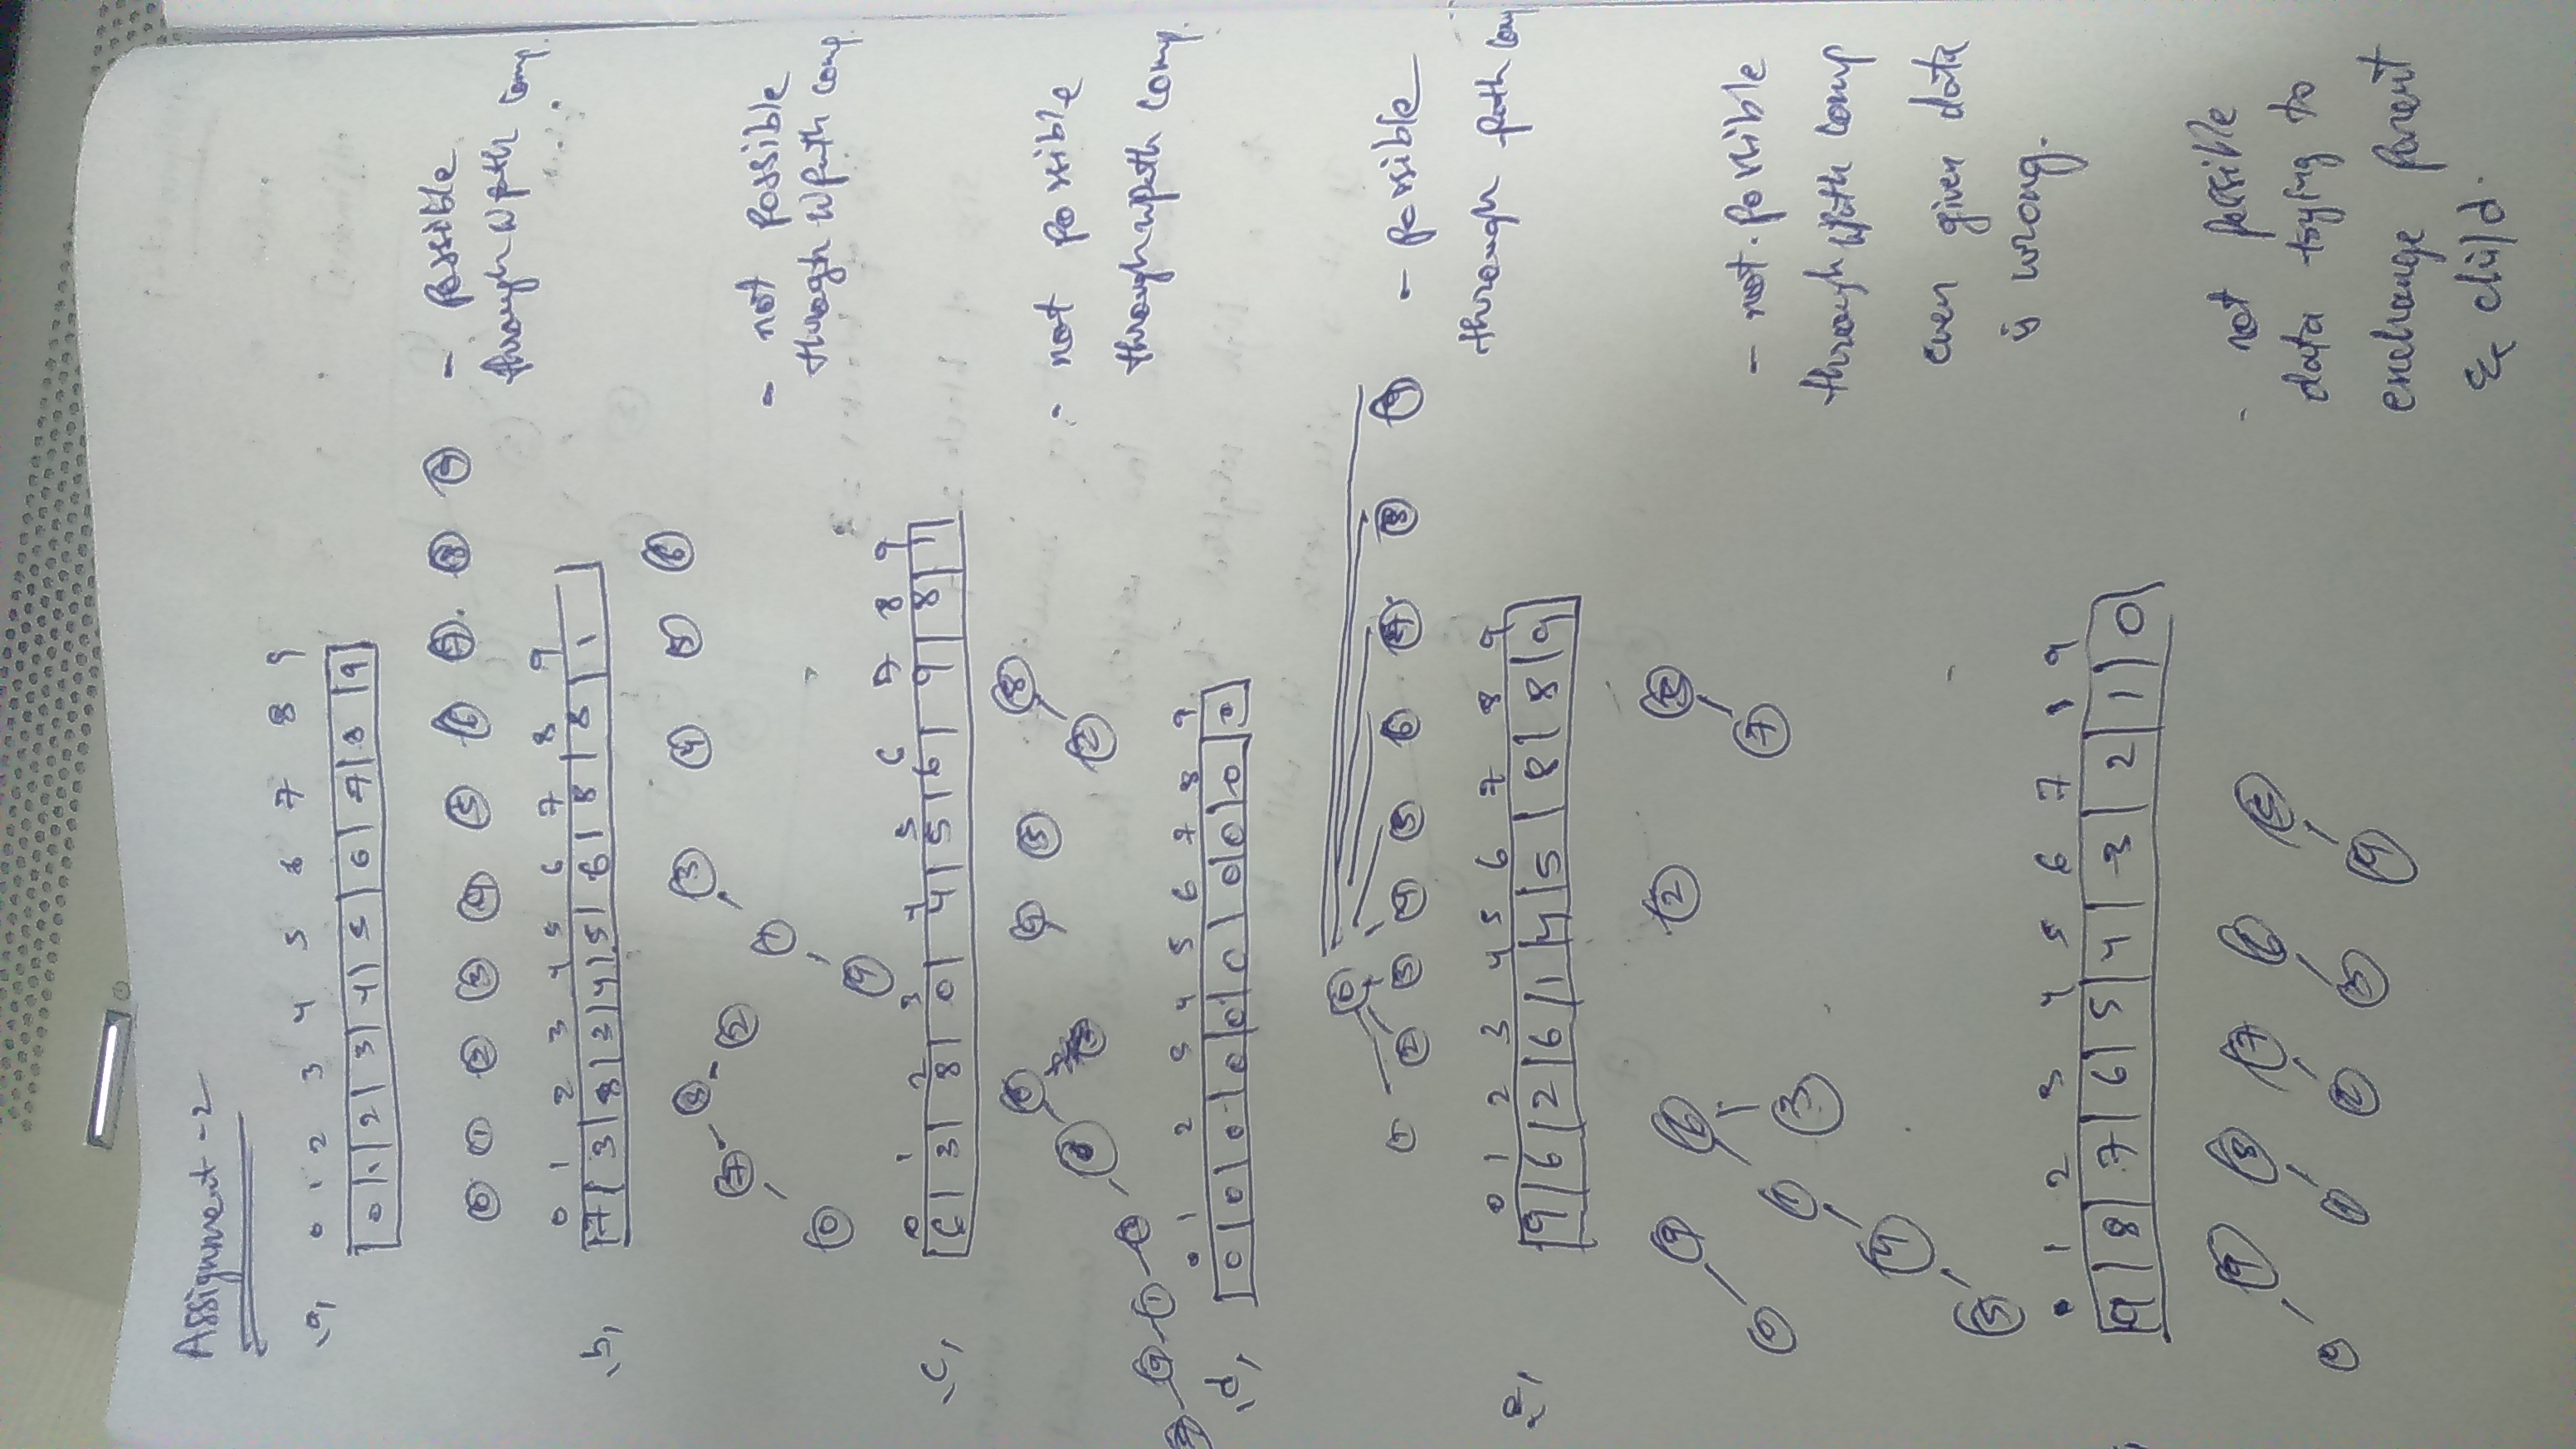 Assignment - 2
a, 0 1 2 3 4 5 6 7 8 9
0 1 2 3 4 5 6 7 8 9
0 1 2 3 4 5 6 7 8 9 - possible
through w path comp.
b, 0 1 2 3 4 5 6 7 8 9
7 3 8 3 4 5 6 8 8 1
8 3 4 5 6
7 2
1 - not possible
0 through w path comp.
9
c, 0 1 2 3 4 5 6 7 8 9
6 3 8 0 4 5 6 9 8 1
6 4 5 8
0 2 - not possible
7 9 1 3 through w path comp.
d, 0 1 2 3 4 5 6 7 8 9
0 0 0 0 0 0 0 0 0 0
0
1 2 3 4 5 6 7 8 9 - possible
through path com
e, 0 1 2 3 4 5 6 7 8 9
9 6 2 6 1 4 5 8 8 9
9 6 2 8
0 1 3 7 - not possible
through w path comp
4 even given data
5 is wrong.
0 1 2 3 4 5 6 7 8 9
9 8 7 6 5 4 3 2 1 0
9 8 7 6 5 - not possible
0 1 2 3 4 data trying to
exchange parent
& child.